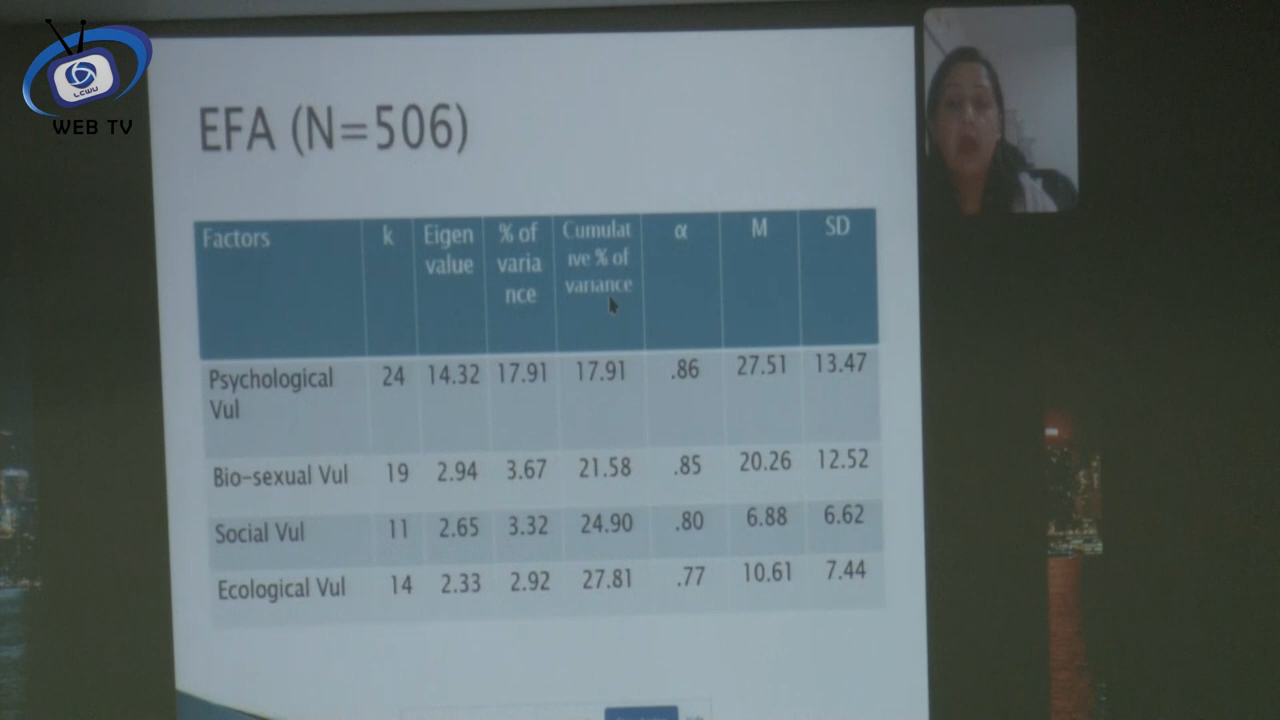 LCWU
WEB TV
EFA (N=506)
Factors k Eigen value % of varia nce Cumulat ive % of variance α M SD
Psychological Vul 24 14.32 17.91 17.91 .86 27.51 13.47
Bio-sexual Vul 19 2.94 3.67 21.58 .85 20.26 12.52
Social Vul 11 2.65 3.32 24.90 .80 6.88 6.62
Ecological Vul 14 2.33 2.92 27.81 .77 10.61 7.44